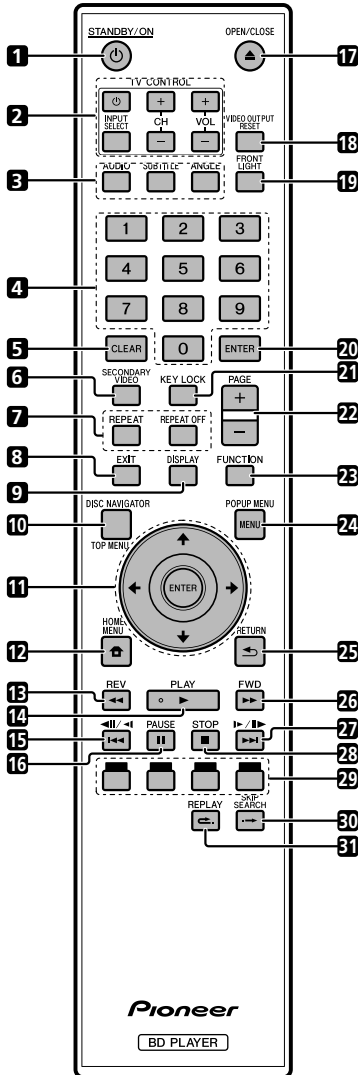 STANDBY/ON
OPEN/CLOSE
1
17
TV CONTROL
2
INPUT SELECT
+
CH
−
+
VOL
−
VIDEO OUTPUT RESET
18
3
AUDIO
SUBTITLE
ANGLE
FRONT LIGHT
19
4
1
2
3
4
5
6
7
8
9
0
5
CLEAR
ENTER
20
6
SECONDARY VIDEO
KEY LOCK
21
PAGE
+
−
22
7
REPEAT
REPEAT OFF
8
EXIT
9
DISPLAY
FUNCTION
23
10
DISC NAVIGATOR
TOP MENU
POPUP MENU
MENU
24
11
ENTER
12
HOME MENU
RETURN
25
13
REV
PLAY
FWD
26
14
15
PAUSE
STOP
27
16
28
29
REPLAY
SKIP SEARCH
30
31
Pioneer
BD PLAYER